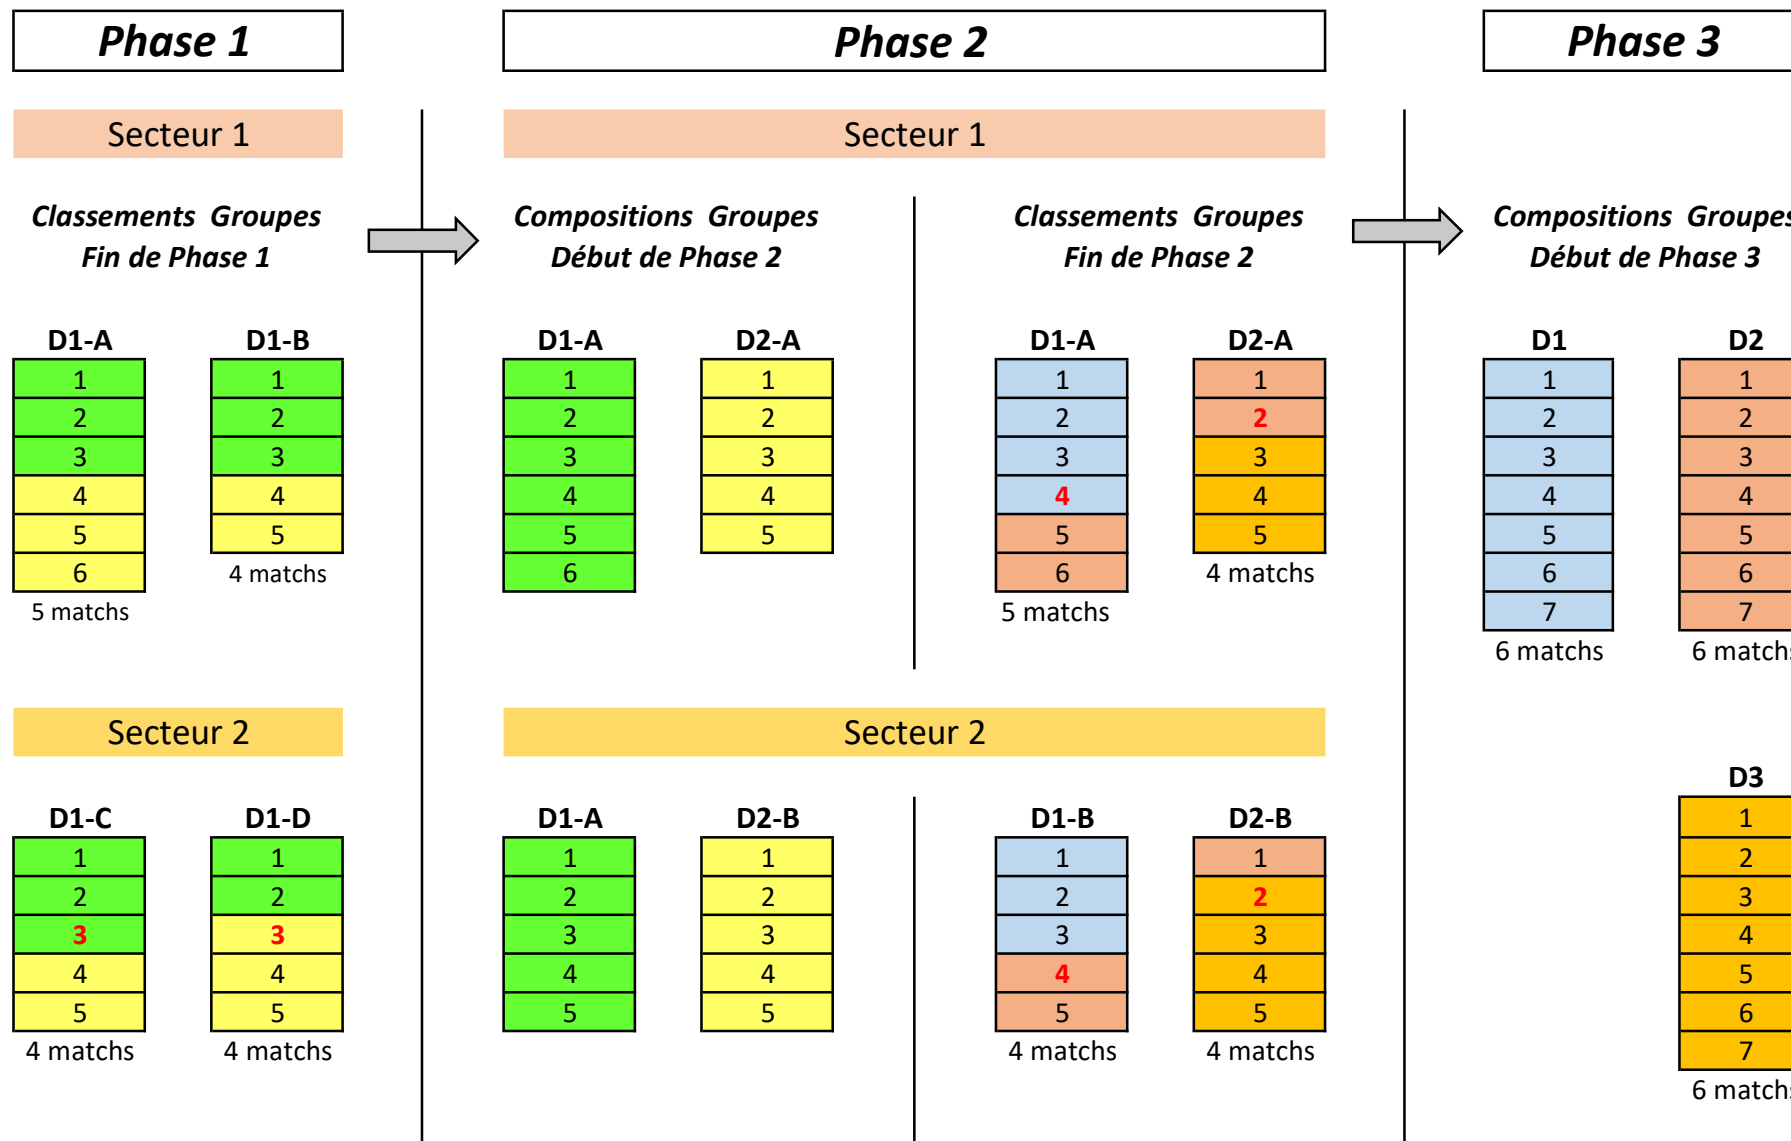 Phase 1 Phase 2 Phase 3
Secteur 1 Secteur 1
Classements Groupes Compositions Groupes Classements Groupes Compositions Groupes
Fin de Phase 1 Début de Phase 2 Fin de Phase 2 Début de Phase 3
D1-A D1-B D1-A D2-A D1-A D2-A D1 D2
1 1 1 1 1 1 1 1
2 2 2 2 2 2 2 2
3 3 3 3 3 3 3 3
4 4 4 4 4 4 4 4
5 5 5 5 5 5 5 5
6 4 matchs 6 6 4 matchs 6 6
5 matchs 5 matchs 7 7
6 matchs 6 matchs
Secteur 2 Secteur 2
D3
D1-C D1-D D1-A D2-B D1-B D2-B 1
1 1 1 1 1 1 2
2 2 2 2 2 2 3
3 3 3 3 3 3 4
4 4 4 4 4 4 5
5 5 5 5 5 5 6
4 matchs 4 matchs 4 matchs 4 matchs 7
6 matchs